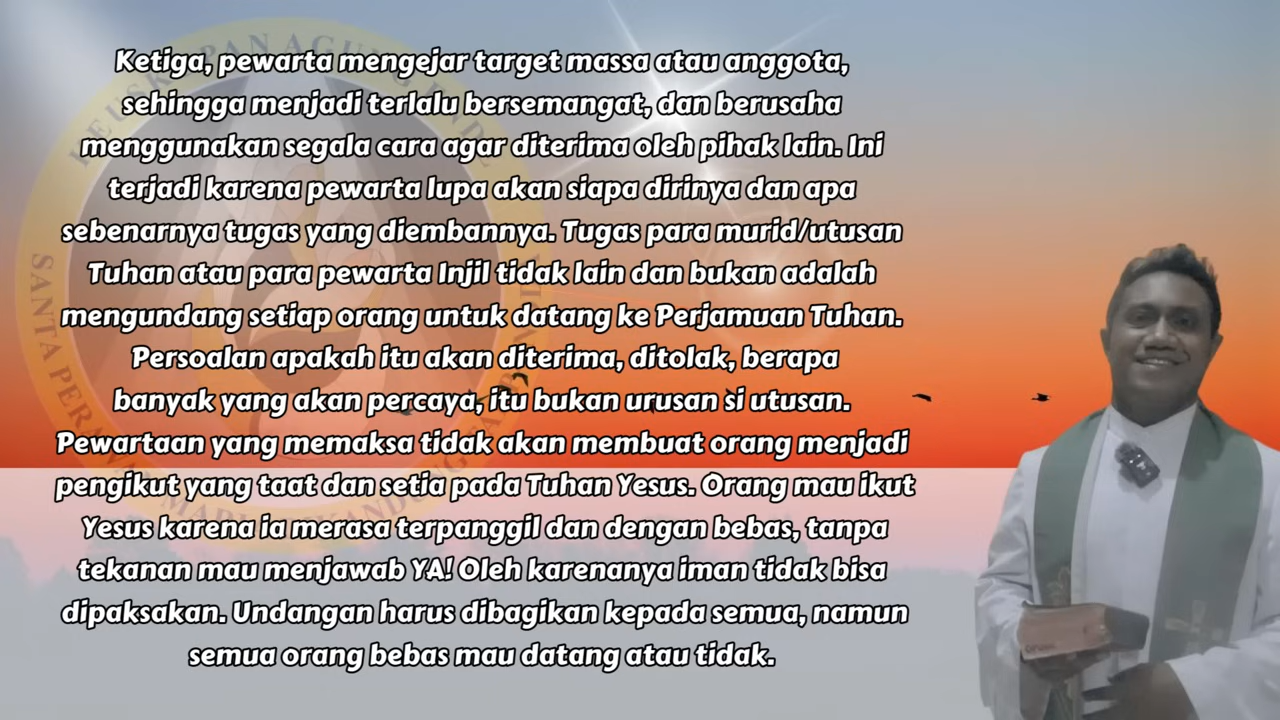 Ketiga, pewarta mengejar target massa atau anggota,
sehingga menjadi terlalu bersemangat, dan berusaha
menggunakan segala cara agar diterima oleh pihak lain. Ini
terjadi karena pewarta lupa akan siapa dirinya dan apa
sebenarnya tugas yang diembannya. Tugas para murid/utusan
Tuhan atau para pewarta Injil tidak lain dan bukan adalah
mengundang setiap orang untuk datang ke Perjamuan Tuhan.
Persoalan apakah itu akan diterima, ditolak, berapa
banyak yang akan percaya, itu bukan urusan si utusan.
Pewartaan yang memaksa tidak akan membuat orang menjadi
pengikut yang taat dan setia pada Tuhan Yesus. Orang mau ikut
Yesus karena ia merasa terpanggil dan dengan bebas, tanpa
tekanan mau menjawab YA! Oleh karenanya iman tidak bisa
dipaksakan. Undangan harus dibagikan kepada semua, namun
semua orang bebas mau datang atau tidak.
SANTA